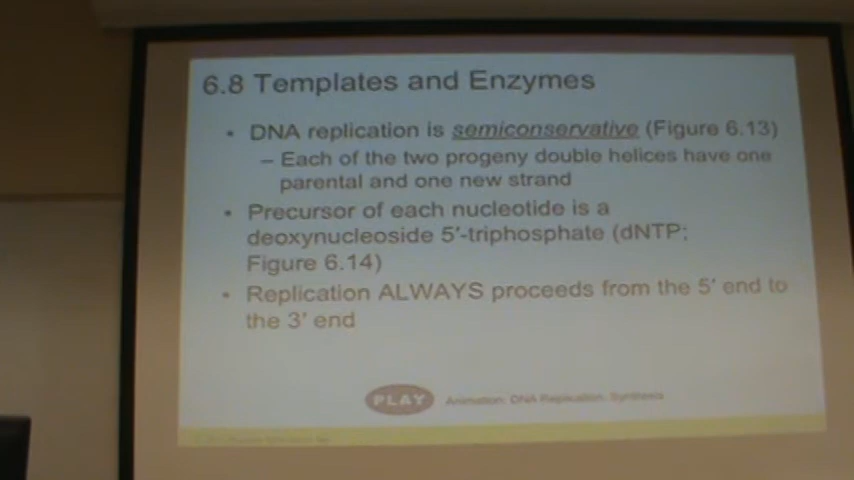 6.8 Templates and Enzymes
• DNA replication is semiconservative (Figure 6.13)
– Each of the two progeny double helices have one
parental and one new strand
• Precursor of each nucleotide is a
deoxynucleoside 5′-triphosphate (dNTP;
Figure 6.14)
• Replication ALWAYS proceeds from the 5′ end to
the 3′ end
PLAY Animation: DNA Replication: Synthesis